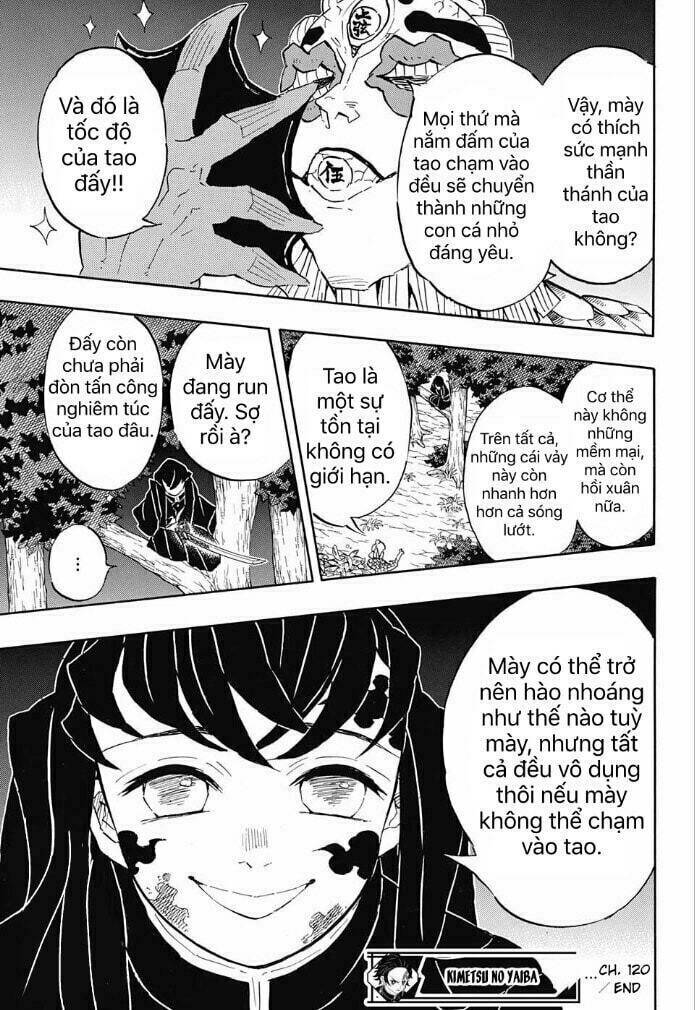 上弦
伍
Vậy, mày
có thích
sức mạnh
thần
thánh của
tao
không?
Mọi thứ mà
nắm đấm của
tao chạm vào
đều sẽ chuyển
thành những
con cá nhỏ
đáng yêu.
Và đó là
tốc độ
của tao
đấy!!
Cơ thể
này không
những
mềm mại,
mà còn
hồi xuân
nữa.
Trên tất cả,
những cái vảy
này còn
nhanh hơn
hơn cả sóng
lướt.
Tao là
một sự
tồn tại
không có
giới hạn.
Mày
đang run
đấy. Sợ
rồi à?
Đấy còn
chưa phải
đòn tấn công
nghiêm túc
của tao đâu.
...
Mày có thể trở
nên hào nhoáng
như thế nào tuỳ
mày, nhưng tất
cả đều vô dụng
thôi nếu mày
không thể chạm
vào tao.
KIMETSU NO YAIBA
...CH. 120
/ END